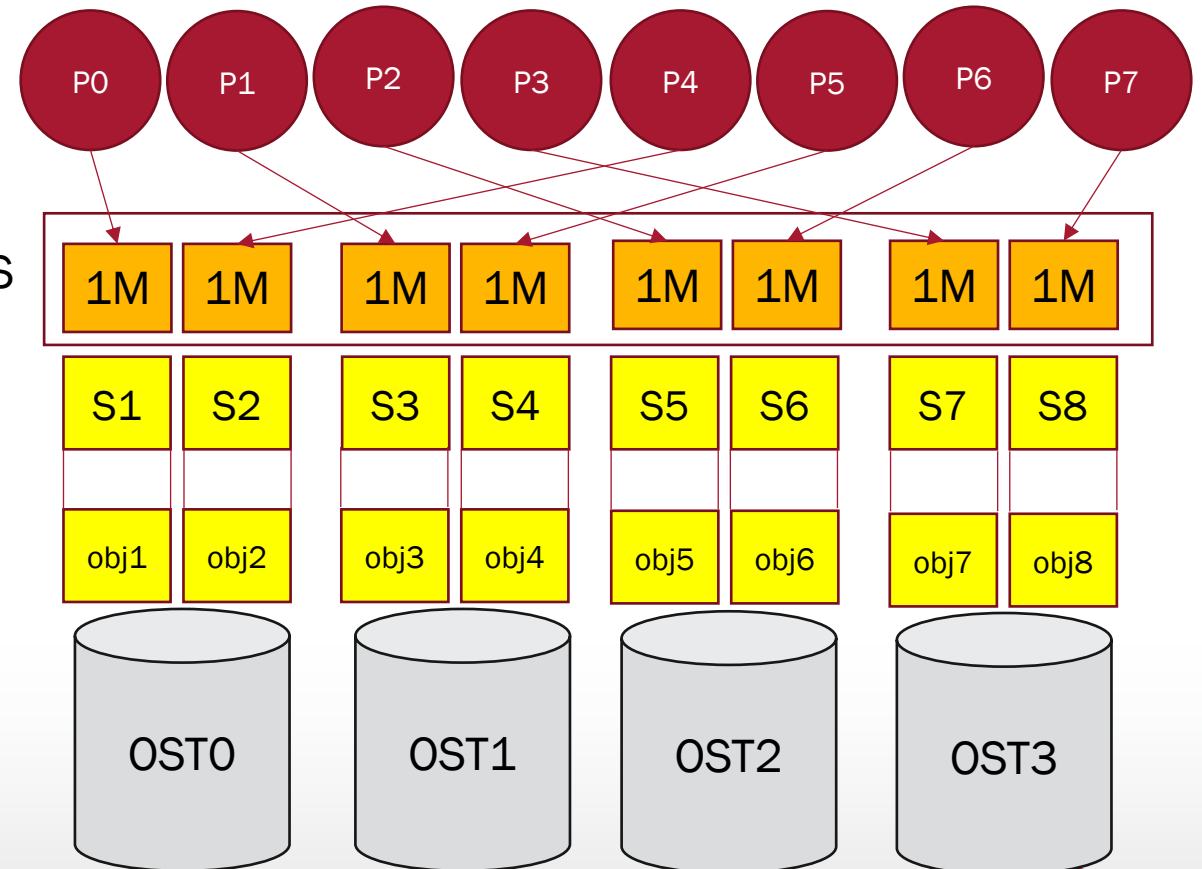 P0 P1 P2 P3 P4 P5 P6 P7
S
1M 1M 1M 1M 1M 1M 1M 1M
S1 S2 S3 S4 S5 S6 S7 S8
obj1 obj2 obj3 obj4 obj5 obj6 obj7 obj8
OST0 OST1 OST2 OST3